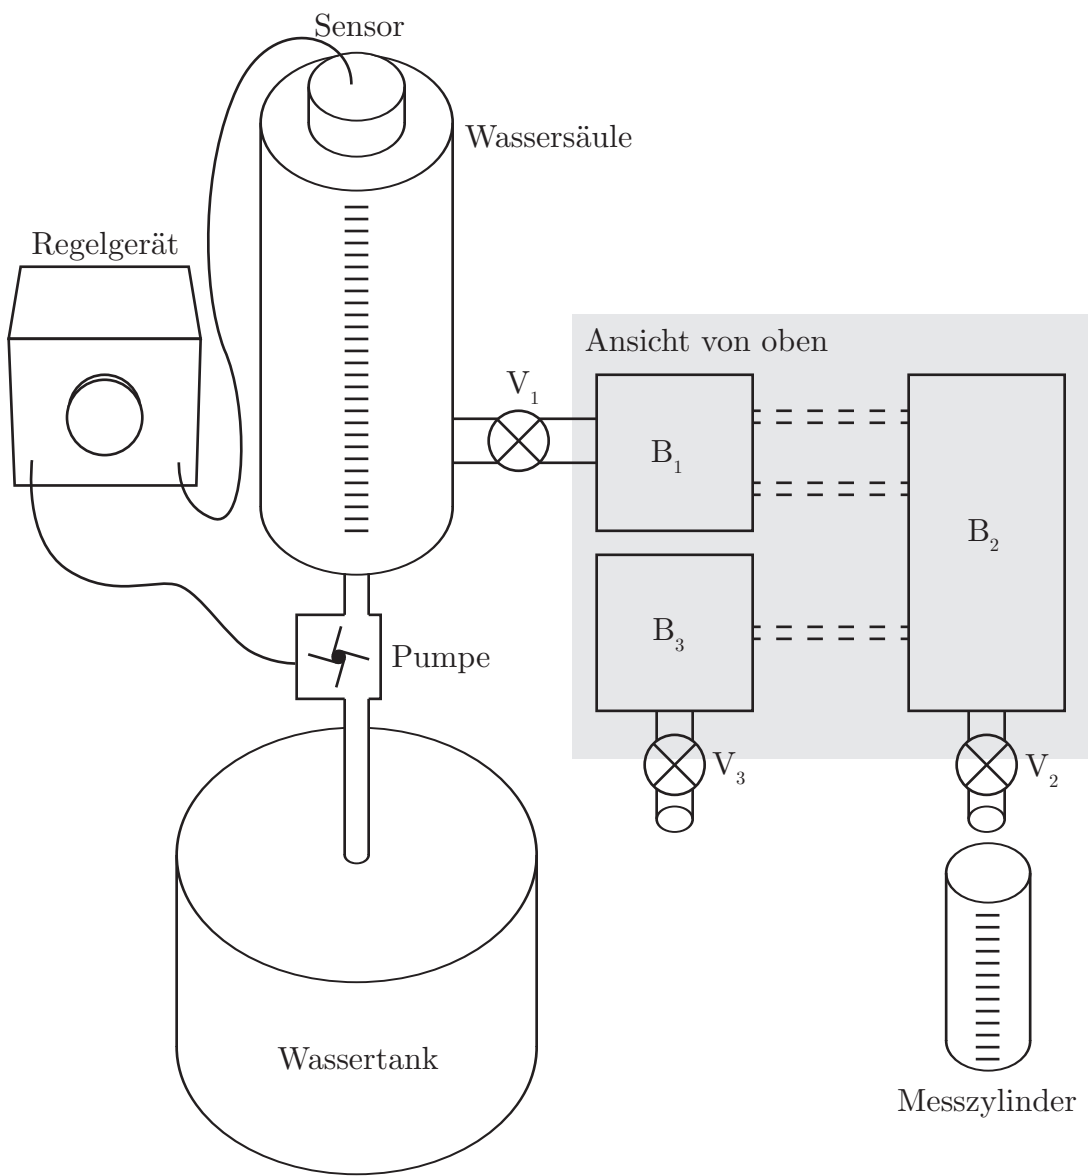 Sensor
Wassersäule
Regelgerät
Ansicht von oben
V₁
B₁
B₂
B₃
Pumpe
V₃
V₂
Wassertank
Messzylinder